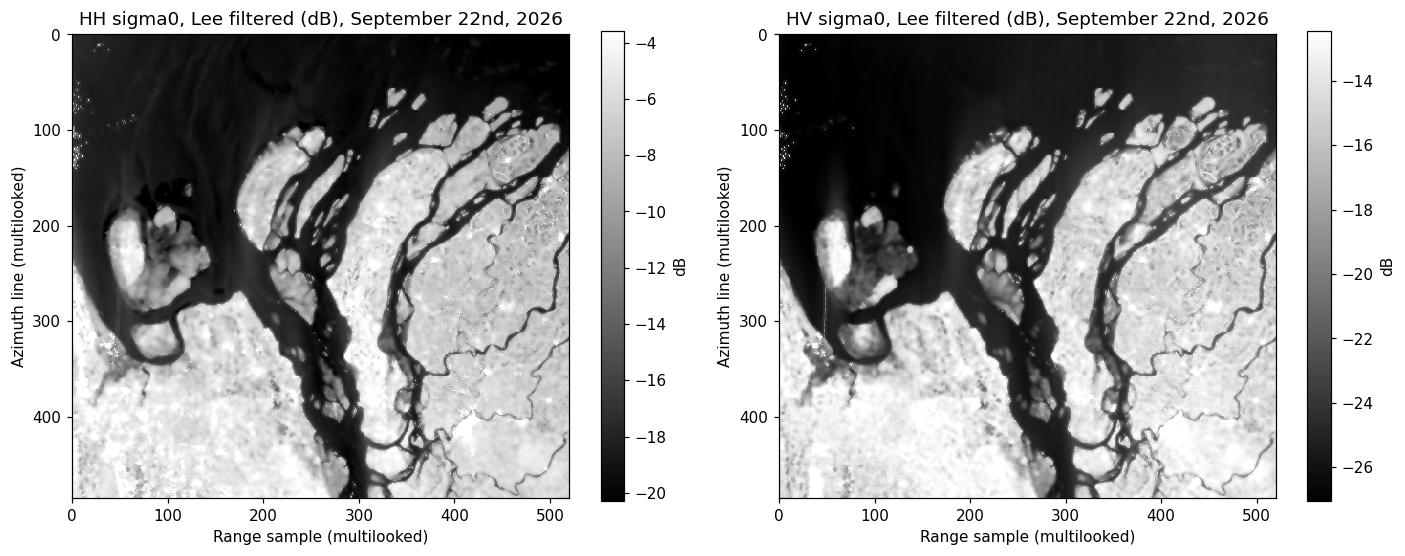 HH sigma0, Lee filtered (dB), September 22nd, 2026
0
100
200
300
400
0 100 200 300 400 500
Azimuth line (multilooked)
Range sample (multilooked)
−4
−6
−8
−10
−12
−14
−16
−18
−20
dB
HV sigma0, Lee filtered (dB), September 22nd, 2026
0
100
200
300
400
0 100 200 300 400 500
Azimuth line (multilooked)
Range sample (multilooked)
−14
−16
−18
−20
−22
−24
−26
dB